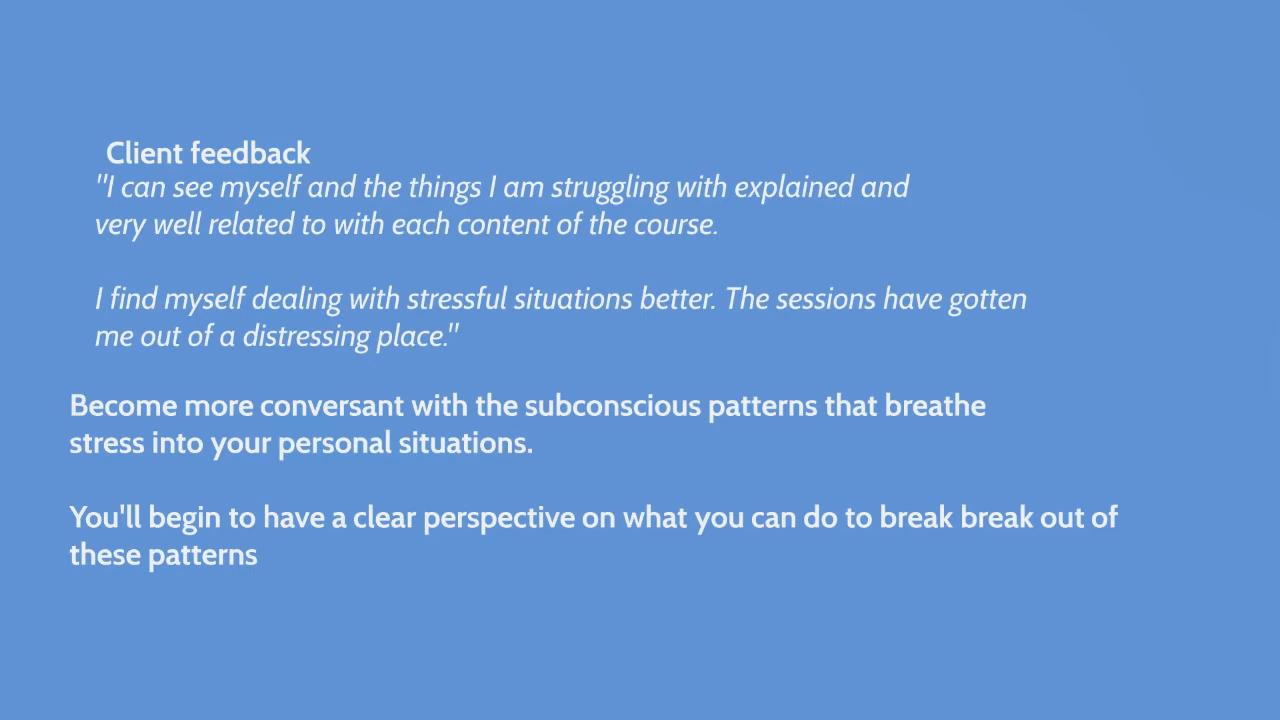 Client feedback
"I can see myself and the things I am struggling with explained and
very well related to with each content of the course.
I find myself dealing with stressful situations better. The sessions have gotten
me out of a distressing place."
Become more conversant with the subconscious patterns that breathe
stress into your personal situations.
You'll begin to have a clear perspective on what you can do to break break out of
these patterns